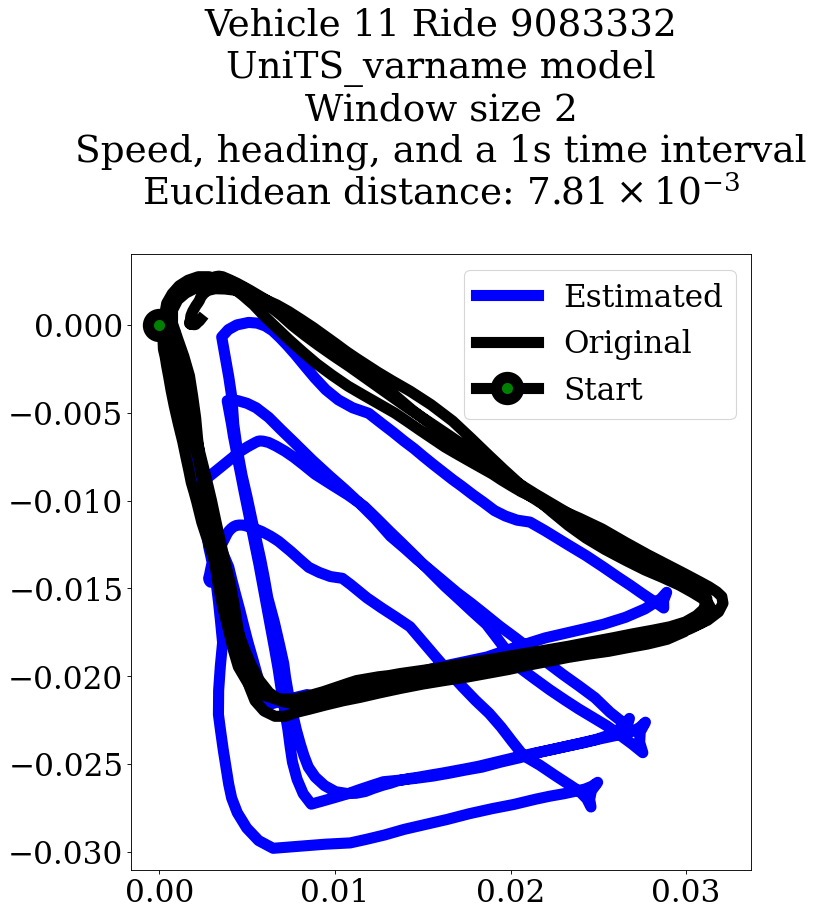 Vehicle 11 Ride 9083332
UniTS_varname model
Window size 2
Speed, heading, and a 1s time interval
Euclidean distance: 7.81 × 10⁻³
Estimated
Original
Start
0.000
−0.005
−0.010
−0.015
−0.020
−0.025
−0.030
0.00 0.01 0.02 0.03